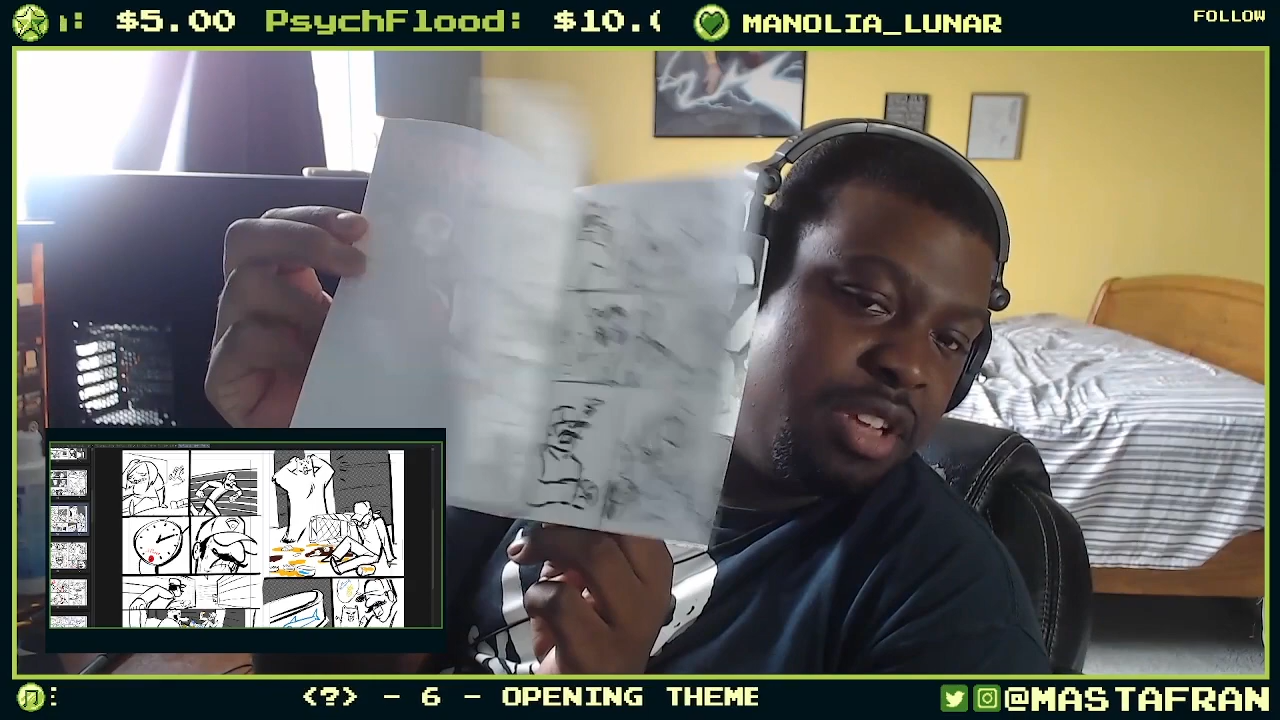 : $5.00 PsychFlood: $10.
MANOLIA_LUNAR
FOLLOW
: <?> - 6 - OPENING THEME
@MASTAFRAN